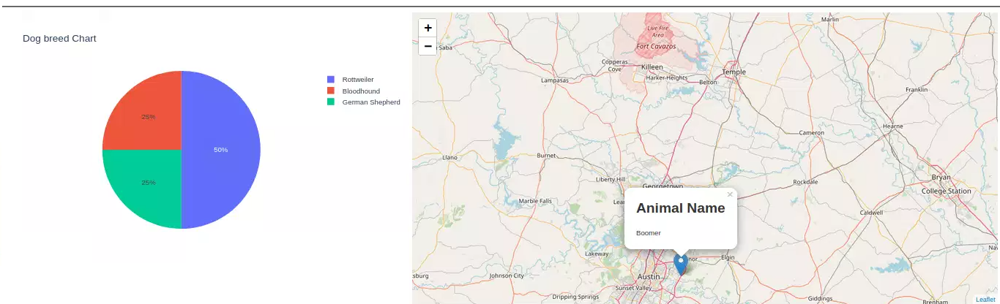 Dog breed Chart
Rottweiler
Bloodhound
German Shepherd
25%
50%
25%
+
−
Marlin
Live Fire
Area
Saba
Fort Cavazos
Copperas
Cove
Killeen
Temple
Harker Heights
Lampasas
Belton
Franklin
Hearne
Cameron
Llano
Burnet
Liberty Hill
Bryan
Rockdale
Georgetown
College Station
×
Marble Falls
Lean
Animal Name
Caldwell
Boomer
Nav
Lakeway
nor
Elgin
sburg
Johnson City
Austin
Sunset Valley
Dripping Springs
Giddings
Brenham
Leaflet